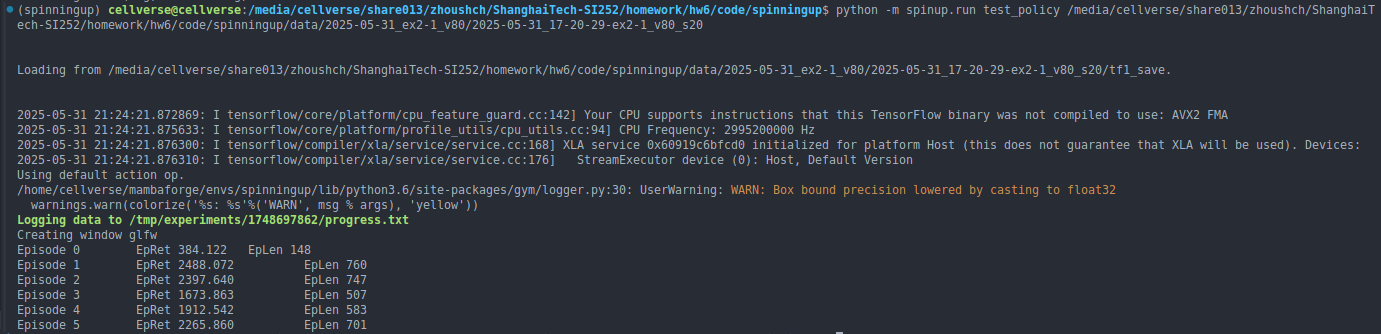 (spinningup) cellverse@cellverse:/media/cellverse/share013/zhoushch/ShanghaiTech-SI252/homework/hw6/code/spinningup$ python -m spinup.run test_policy /media/cellverse/share013/zhoushch/ShanghaiT
ech-SI252/homework/hw6/code/spinningup/data/2025-05-31_ex2-1_v80/2025-05-31_17-20-29-ex2-1_v80_s20
Loading from /media/cellverse/share013/zhoushch/ShanghaiTech-SI252/homework/hw6/code/spinningup/data/2025-05-31_ex2-1_v80/2025-05-31_17-20-29-ex2-1_v80_s20/tf1_save.
2025-05-31 21:24:21.872869: I tensorflow/core/platform/cpu_feature_guard.cc:142] Your CPU supports instructions that this TensorFlow binary was not compiled to use: AVX2 FMA
2025-05-31 21:24:21.875633: I tensorflow/core/platform/profile_utils/cpu_utils.cc:94] CPU Frequency: 2995200000 Hz
2025-05-31 21:24:21.876300: I tensorflow/compiler/xla/service/service.cc:168] XLA service 0x60919c6bfcd0 initialized for platform Host (this does not guarantee that XLA will be used). Devices:
2025-05-31 21:24:21.876310: I tensorflow/compiler/xla/service/service.cc:176]   StreamExecutor device (0): Host, Default Version
Using default action op.
/home/cellverse/mambaforge/envs/spinningup/lib/python3.6/site-packages/gym/logger.py:30: UserWarning: WARN: Box bound precision lowered by casting to float32
  warnings.warn(colorize('%s: %s'%('WARN', msg % args), 'yellow'))
Logging data to /tmp/experiments/1748697862/progress.txt
Creating window glfw
Episode 0        EpRet 384.122   EpLen 148
Episode 1        EpRet 2488.072          EpLen 760
Episode 2        EpRet 2397.640          EpLen 747
Episode 3        EpRet 1673.863          EpLen 507
Episode 4        EpRet 1912.542          EpLen 583
Episode 5        EpRet 2265.860          EpLen 701